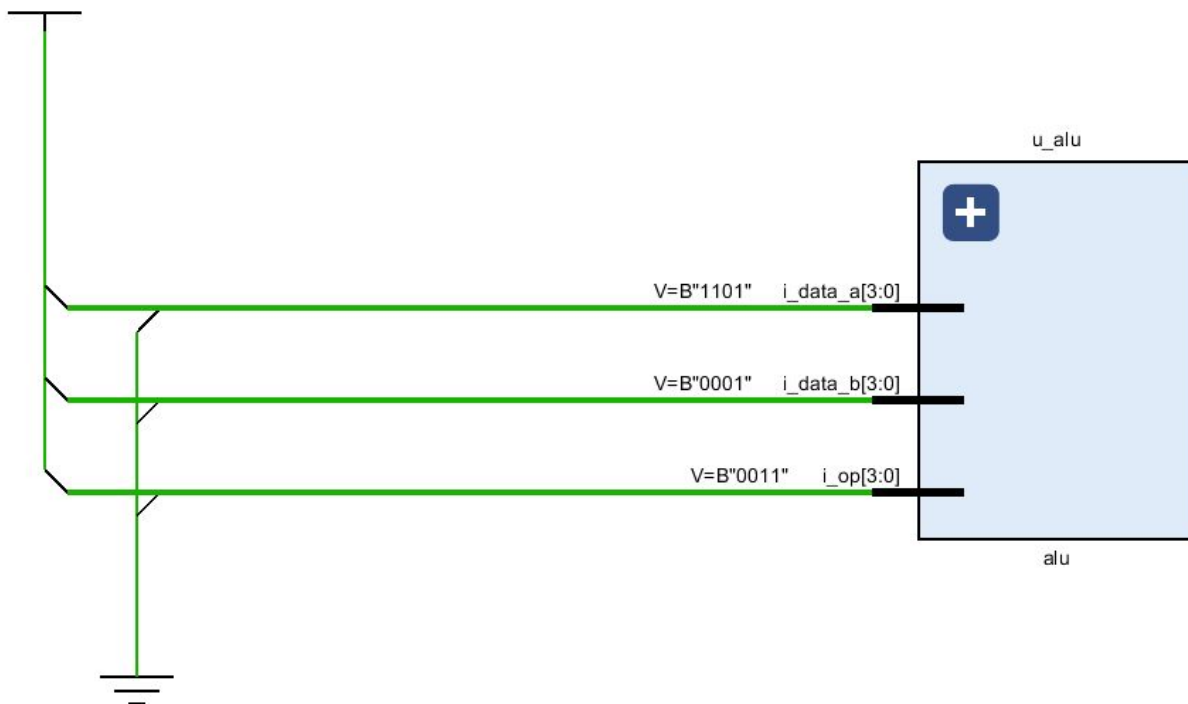 u_alu
V=B"1101" i_data_a[3:0]
V=B"0001" i_data_b[3:0]
V=B"0011" i_op[3:0]
alu